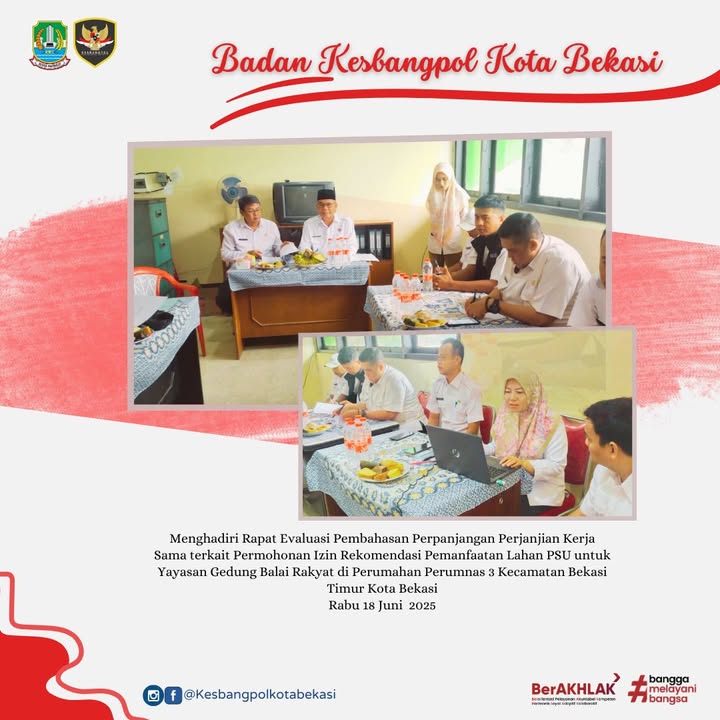 Badan Kesbangpol Kota Bekasi
Menghadiri Rapat Evaluasi Pembahasan Perpanjangan Perjanjian Kerja
Sama terkait Permohonan Izin Rekomendasi Pemanfaatan Lahan PSU untuk
Yayasan Gedung Balai Rakyat di Perumahan Perumnas 3 Kecamatan Bekasi
Timur Kota Bekasi
Rabu 18 Juni 2025
@Kesbangpolkotabekasi
BerAKHLAK
#bangga
melayani
bangsa